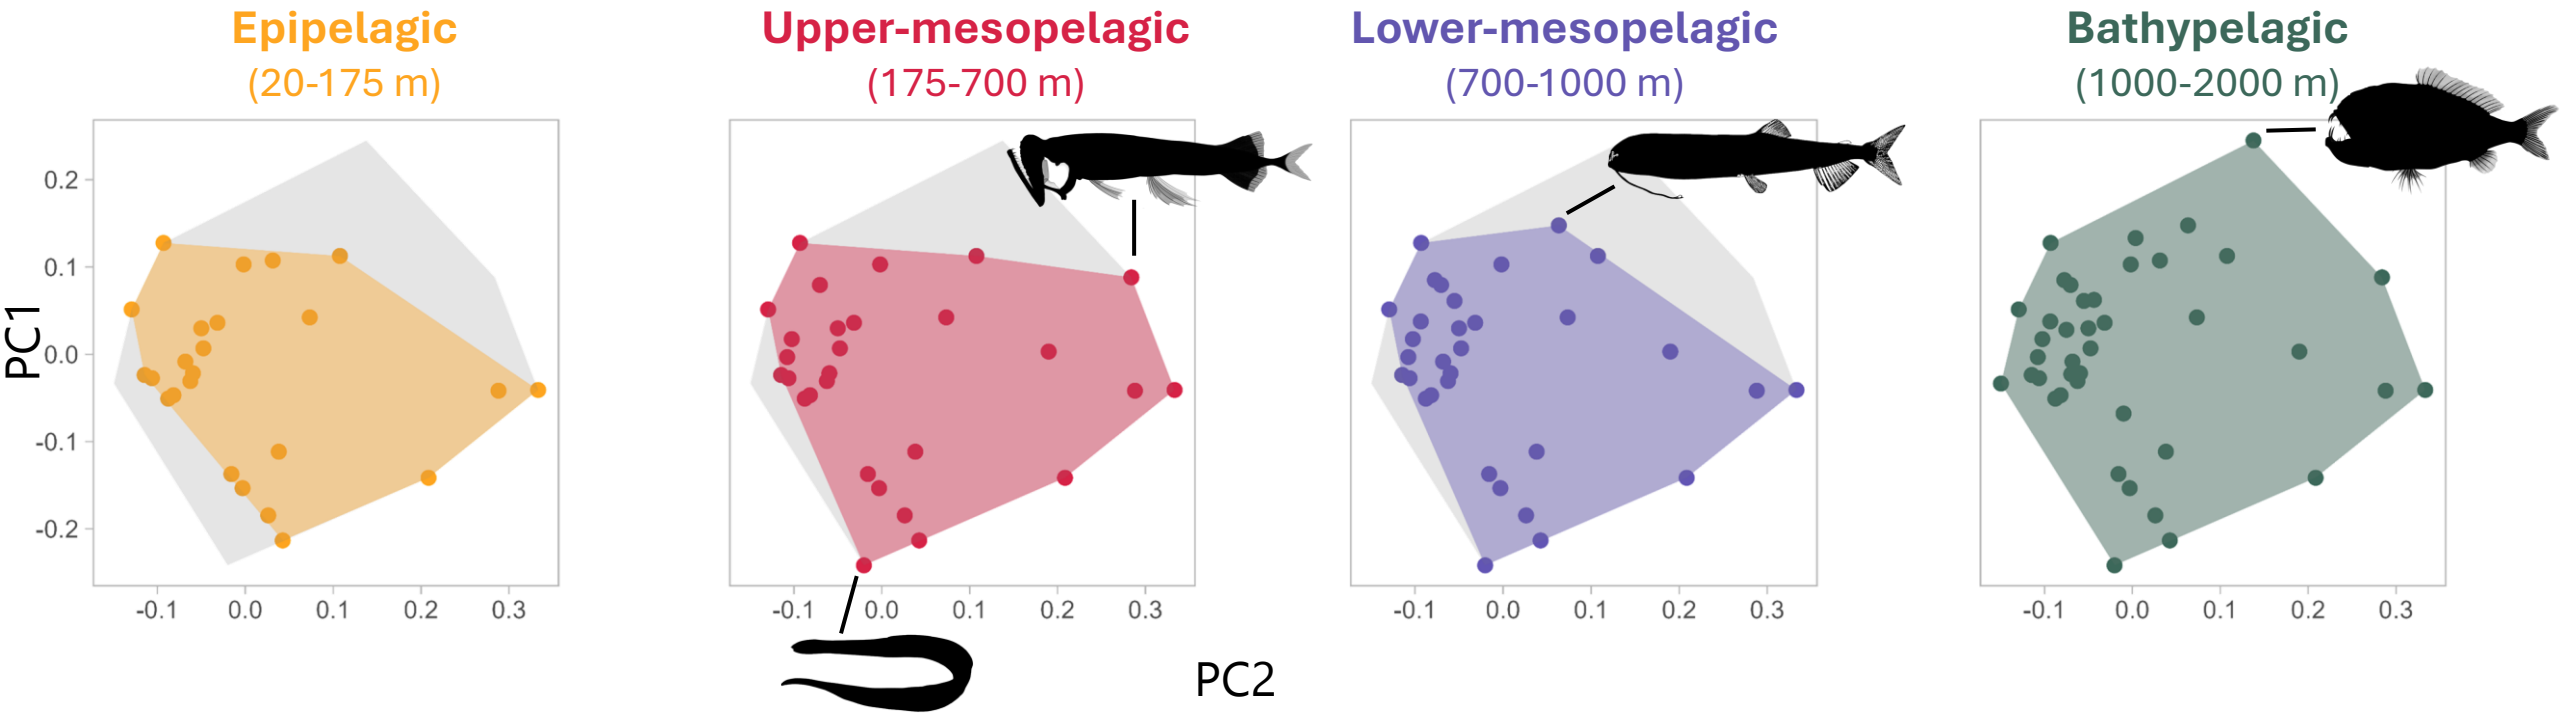 Epipelagic
(20-175 m)
Upper-mesopelagic
(175-700 m)
Lower-mesopelagic
(700-1000 m)
Bathypelagic
(1000-2000 m)
PC1
0.2
0.1
0.0
-0.1
-0.2
-0.1 0.0 0.1 0.2 0.3
-0.1 0.0 0.1 0.2 0.3
-0.1 0.0 0.1 0.2 0.3
-0.1 0.0 0.1 0.2 0.3
PC2